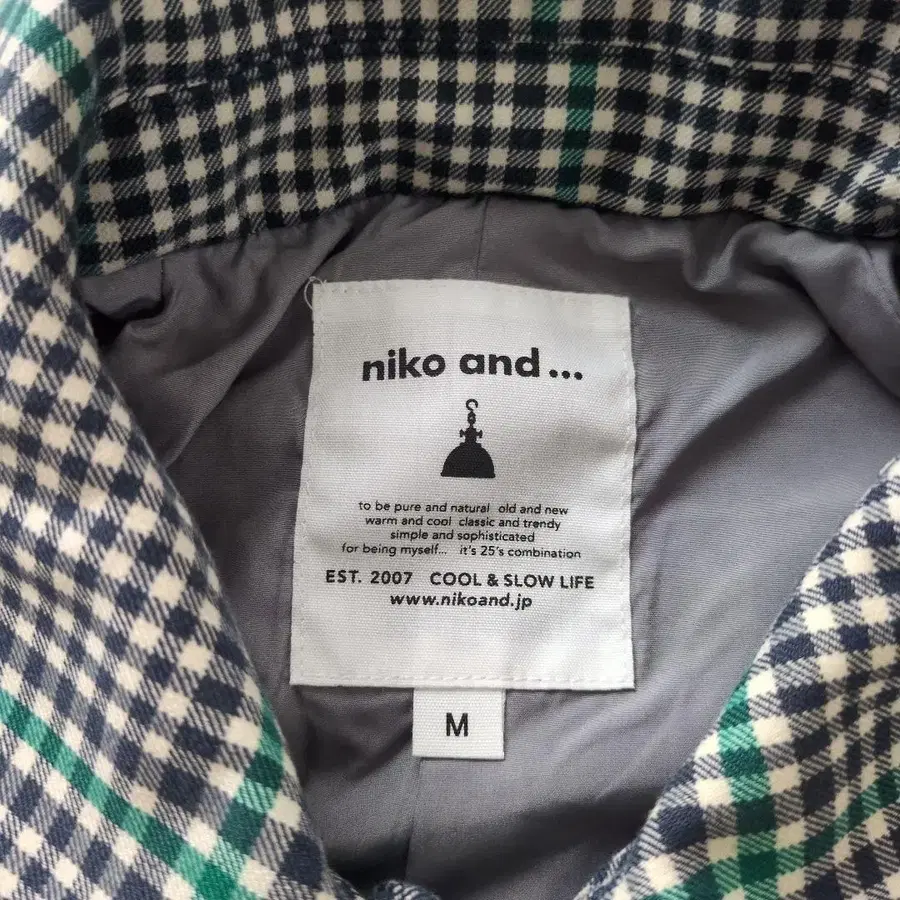 niko and ...
to be pure and natural old and new
warm and cool classic and trendy
simple and sophisticated
for being myself... it's 25's combination
EST. 2007 COOL & SLOW LIFE
www.nikoand.jp
M